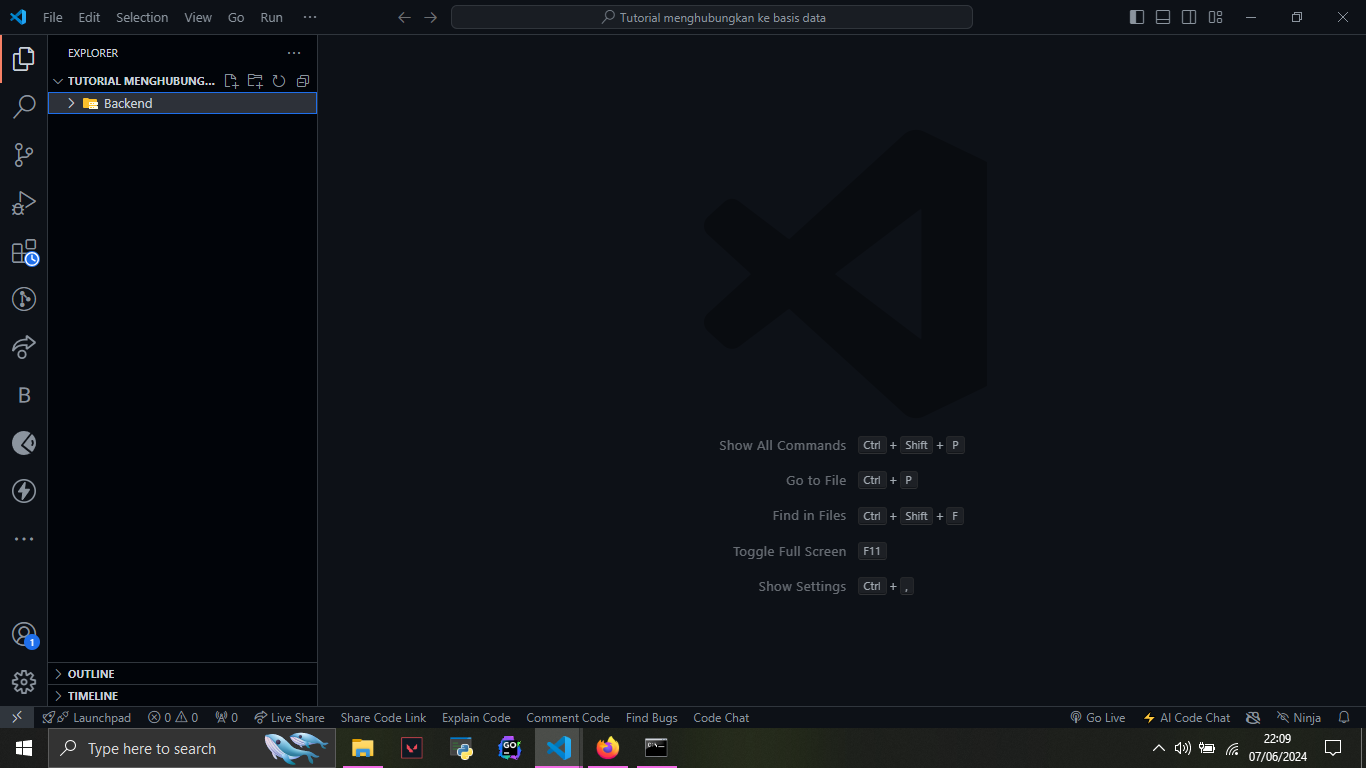 File Edit Selection View Go Run ···
Tutorial menghubungkan ke basis data
EXPLORER
TUTORIAL MENGHUBUNG...
Backend
B
Show All Commands Ctrl + Shift + P
Go to File Ctrl + P
Find in Files Ctrl + Shift + F
Toggle Full Screen F11
Show Settings Ctrl + ,
1
OUTLINE
TIMELINE
Launchpad 0 0 0 Live Share Share Code Link Explain Code Comment Code Find Bugs Code Chat Go Live AI Code Chat Ninja
Type here to search
GO
22:09
07/06/2024